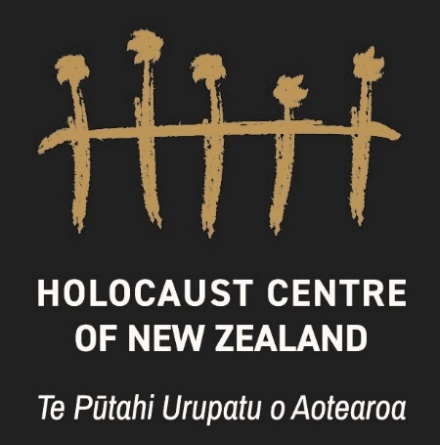 HOLOCAUST CENTRE
OF NEW ZEALAND
Te Pūtahi Urupatu o Aotearoa